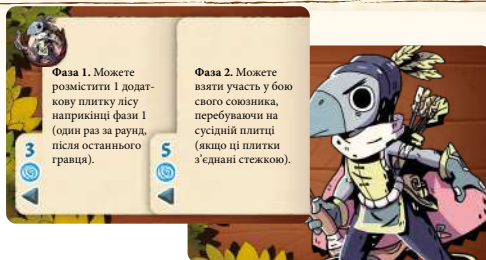 Фаза 1. Можете
розмістити 1 додат-
кову плитку лісу
наприкінці фази 1
(один раз за раунд,
після останнього
гравця).
3
Фаза 2. Можете
взяти участь у бою
свого союзника,
перебуваючи на
сусідній плитці
(якщо ці плитки
з'єднані стежкою).
5